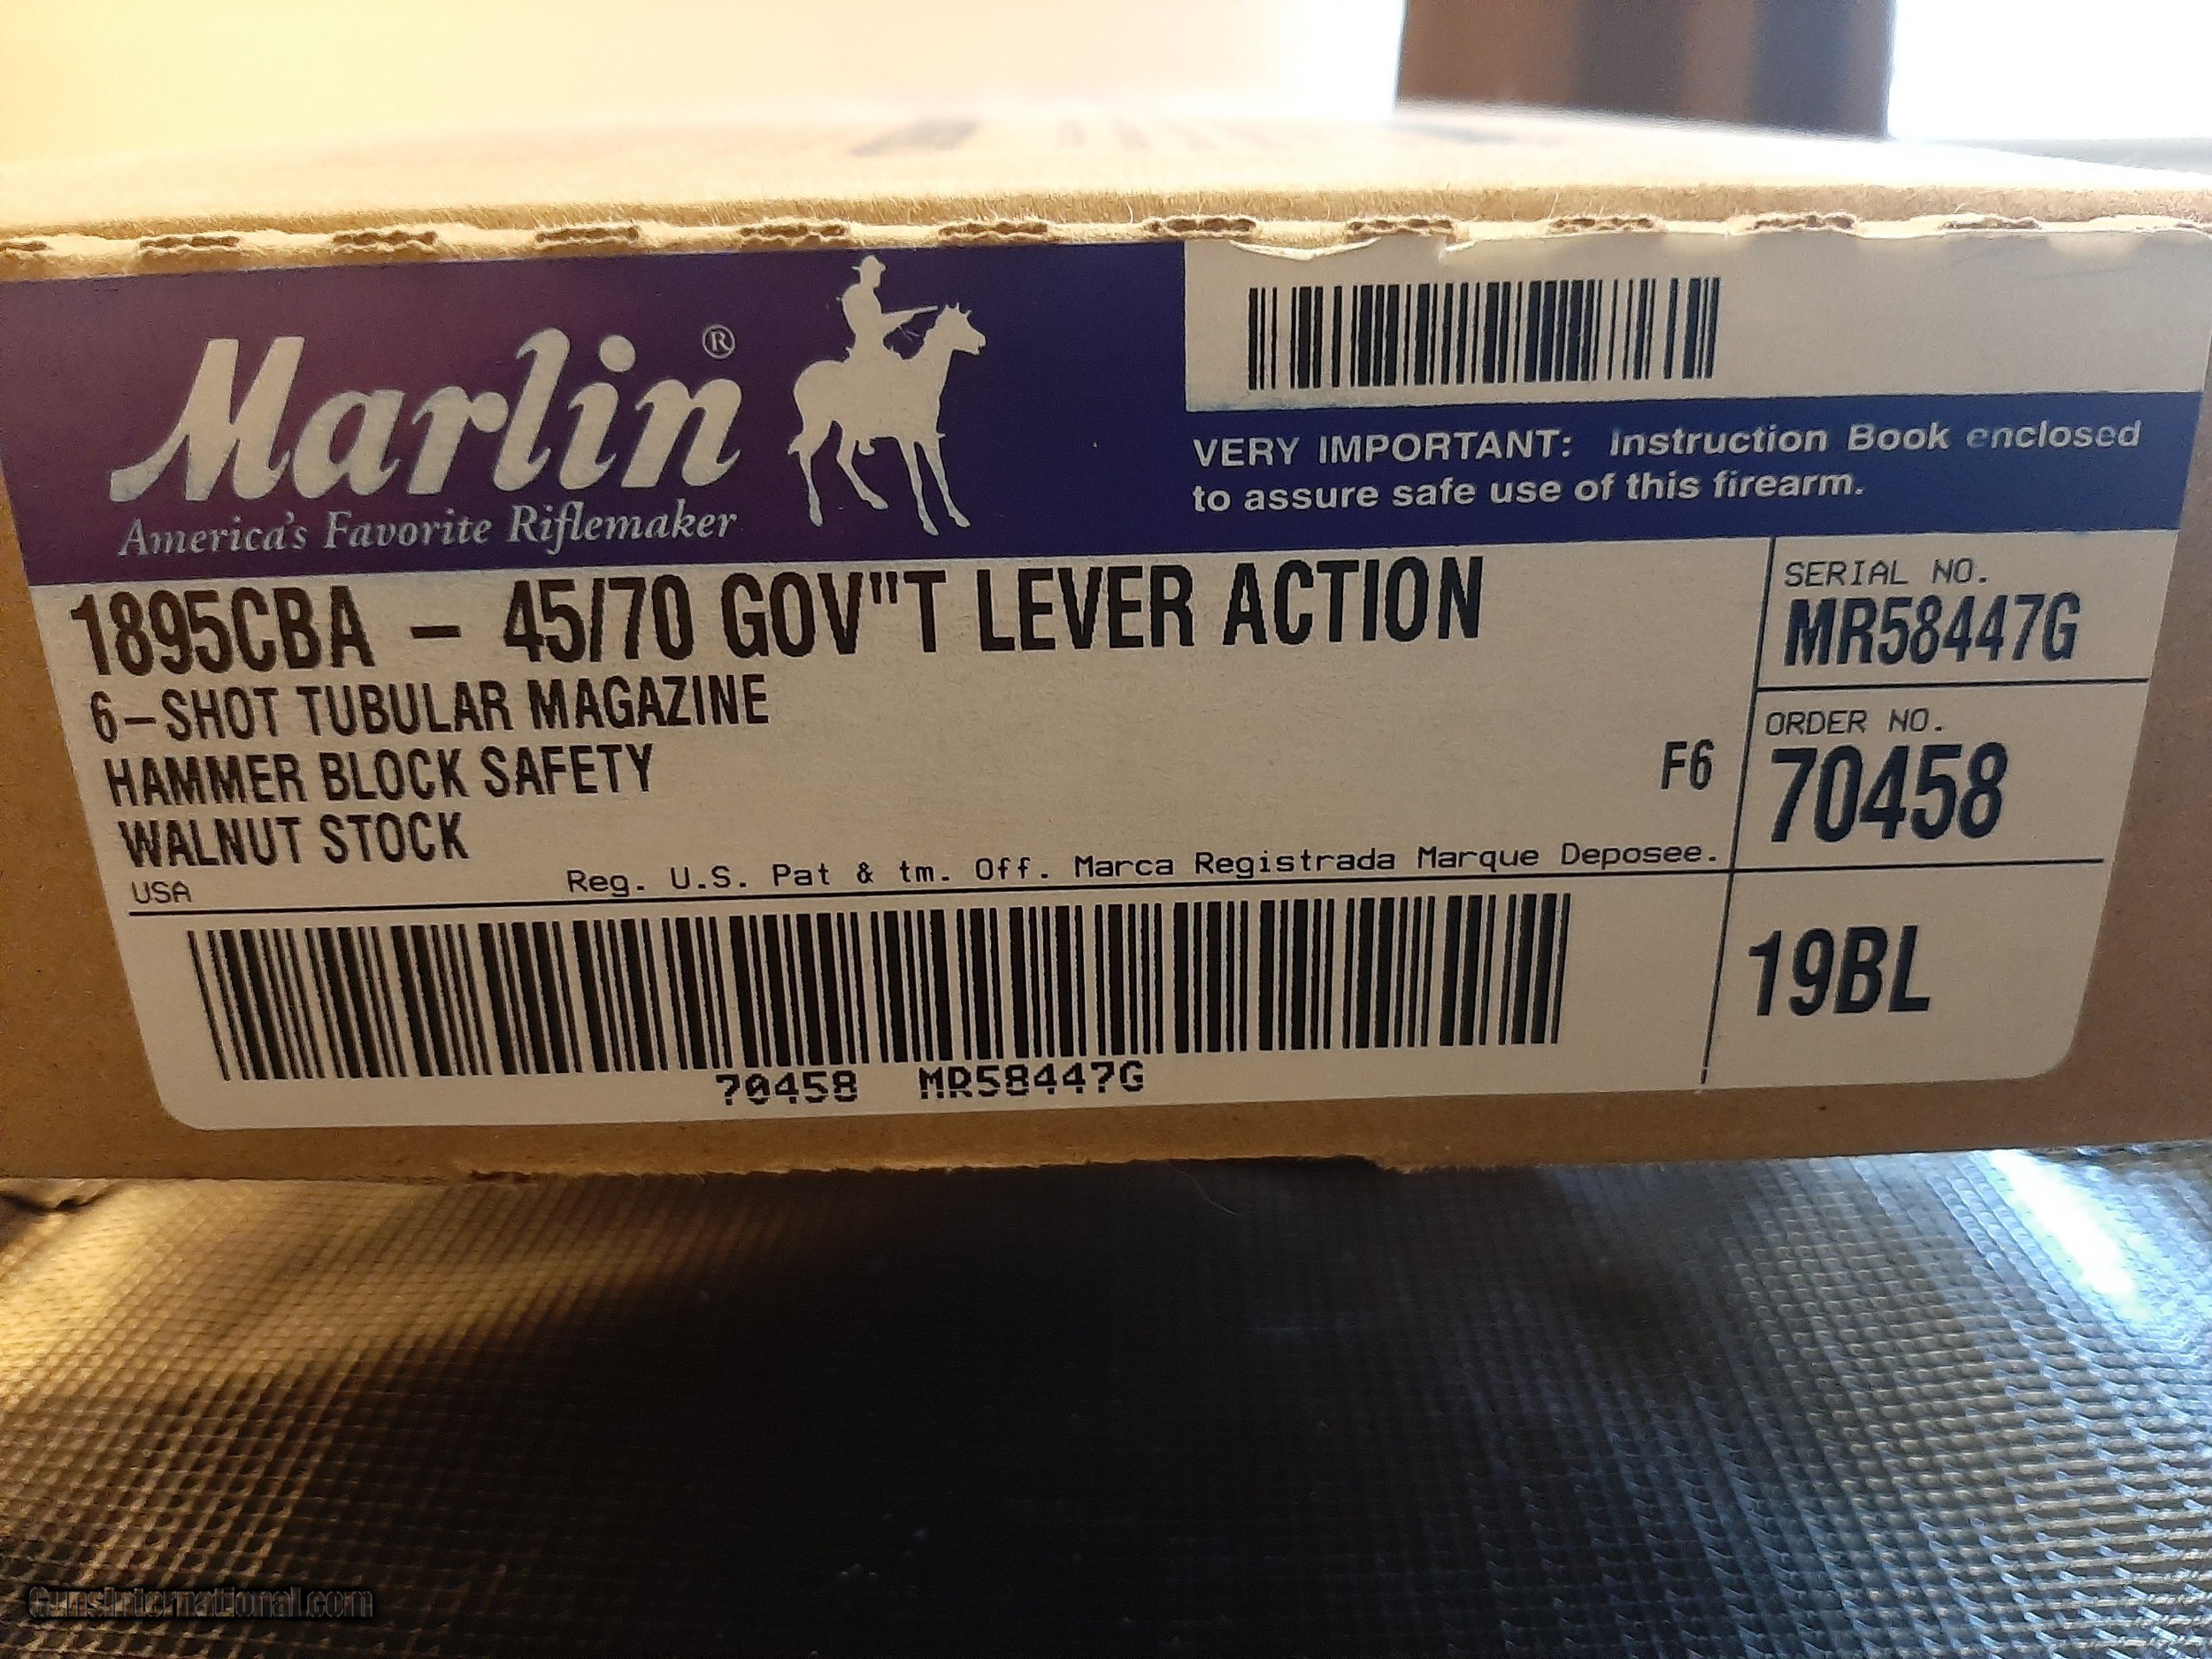 Marlin®
America's Favorite Riflemaker
VERY IMPORTANT: Instruction Book enclosed
to assure safe use of this firearm.
1895CBA – 45/70 GOV"T LEVER ACTION
6–SHOT TUBULAR MAGAZINE
HAMMER BLOCK SAFETY
WALNUT STOCK
F6
USA
Reg. U.S. Pat & tm. Off. Marca Registrada Marque Deposee.
SERIAL NO.
MR58447G
ORDER NO.
70458
19BL
70458 MR58447G
GunsInternational.com